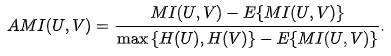 AMI(U, V) = \frac{MI(U, V) - E\{MI(U, V)\}}{\max\{H(U), H(V)\} - E\{MI(U, V)\}}.